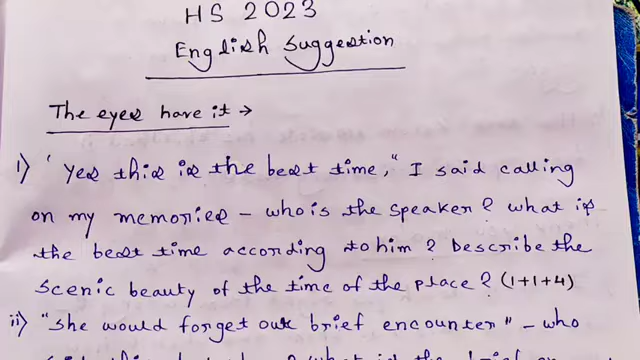 HS 2023
English Suggestion
The eyes have it →
i) "Yes this is the best time," I said calling
on my memories - who is the speaker? what is
the best time according to him? Describe the
scenic beauty of the time of the place? (1+1+4)
ii) "She would forget our brief encounter" - who